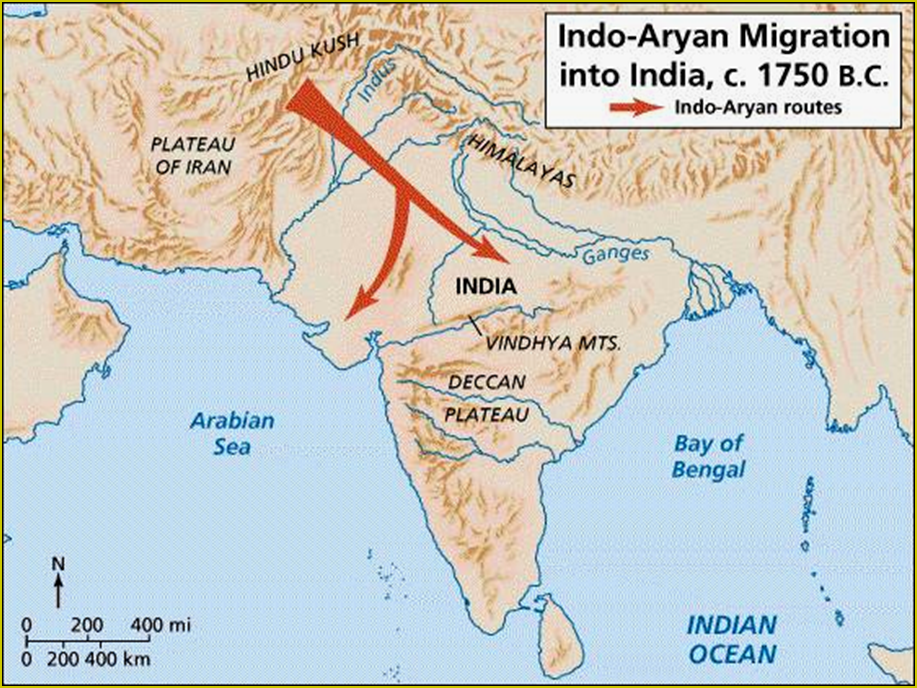 Indo-Aryan Migration
into India, c. 1750 B.C.
Indo-Aryan routes
HINDU KUSH
Indus
PLATEAU
OF IRAN
HIMALAYAS
Ganges
INDIA
VINDHYA MTS.
DECCAN
PLATEAU
Arabian
Sea
Bay of
Bengal
N
0 200 400 mi
0 200 400 km
INDIAN
OCEAN